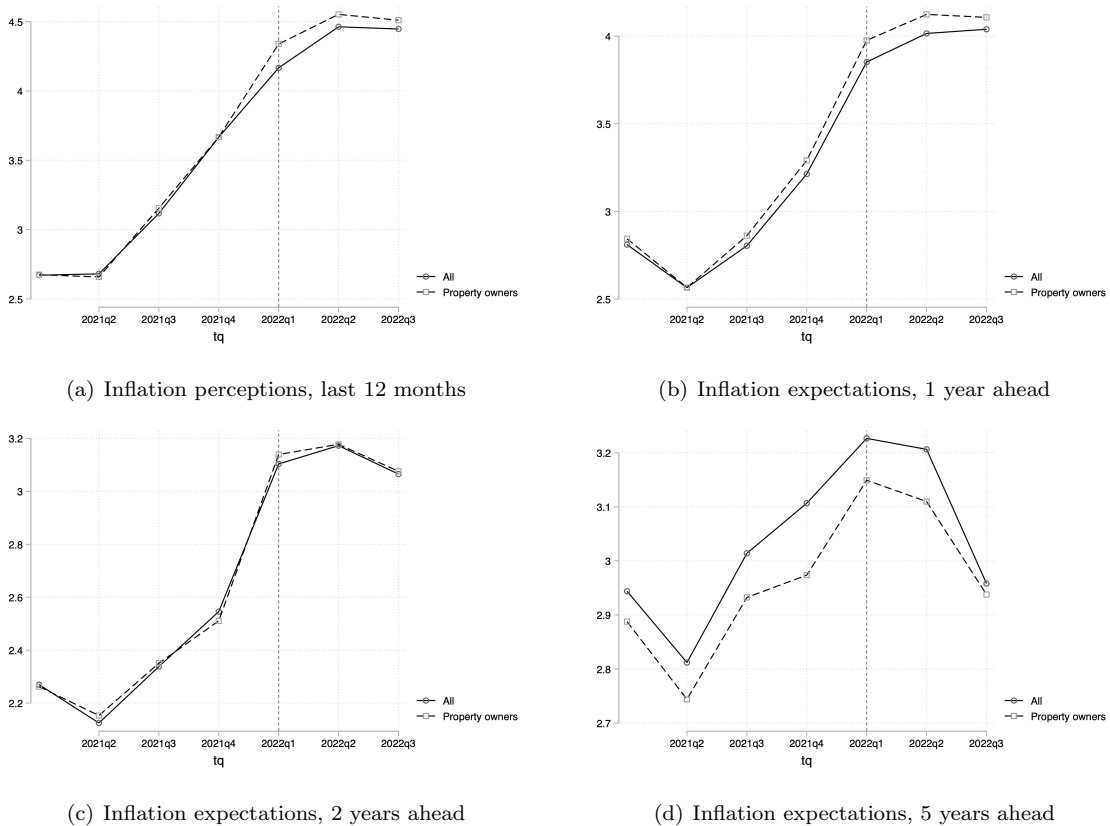 4.5
4
3.5
3
2.5
2021q2 2021q3 2021q4 2022q1 2022q2 2022q3
tq
All
Property owners
(a) Inflation perceptions, last 12 months
4
3.5
3
2.5
2021q2 2021q3 2021q4 2022q1 2022q2 2022q3
tq
All
Property owners
(b) Inflation expectations, 1 year ahead
3.2
3
2.8
2.6
2.4
2.2
2021q2 2021q3 2021q4 2022q1 2022q2 2022q3
tq
All
Property owners
(c) Inflation expectations, 2 years ahead
3.2
3.1
3
2.9
2.8
2.7
2021q2 2021q3 2021q4 2022q1 2022q2 2022q3
tq
All
Property owners
(d) Inflation expectations, 5 years ahead